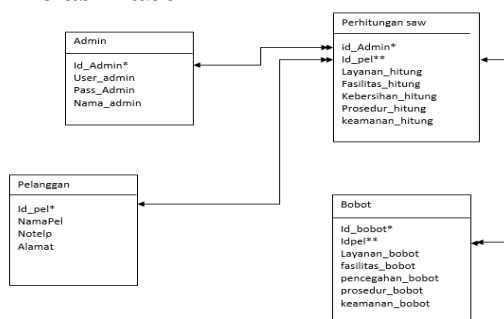 Admin
Id_Admin*
User_admin
Pass_Admin
Nama_admin
Perhitungan saw
id_Admin*
Id_pel**
Layanan_hitung
Fasilitas_hitung
Kebersihan_hitung
Prosedur_hitung
keamanan_hitung
Pelanggan
Id_pel*
NamaPel
Notelp
Alamat
Bobot
Id_bobot*
Idpel**
Layanan_bobot
fasilitas_bobot
pencegahan_bobot
prosedur_bobot
keamanan_bobot